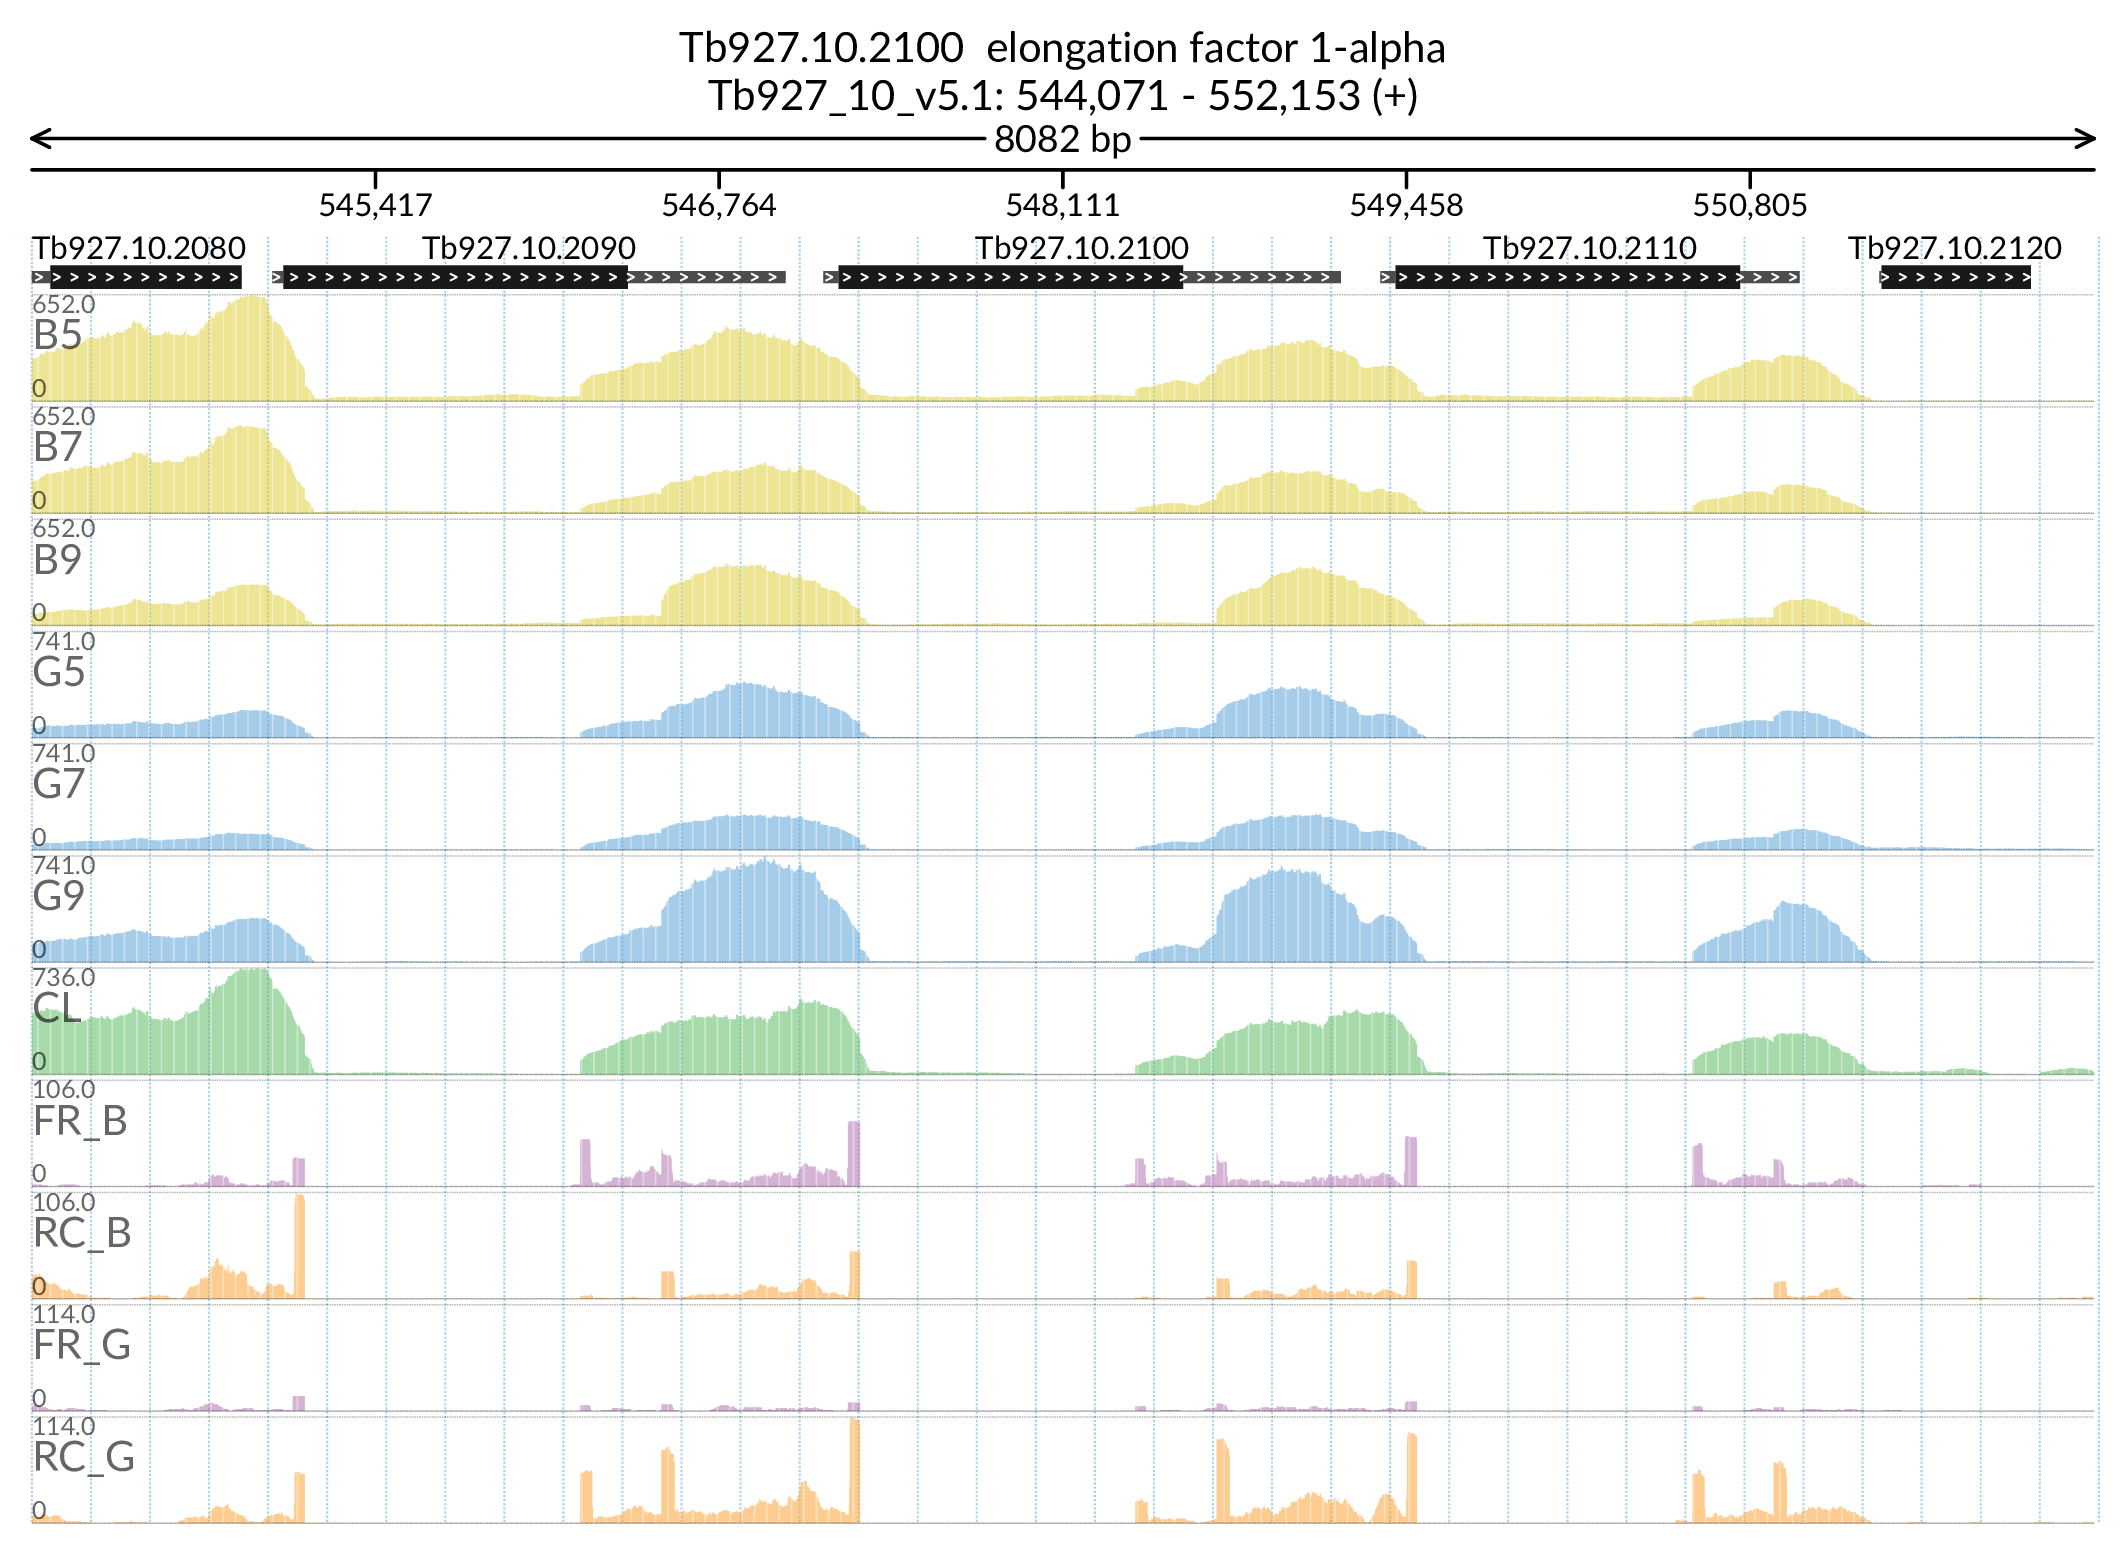 Tb927.10.2100 elongation factor 1-alpha
Tb927_10_v5.1: 544,071 - 552,153 (+)
8082 bp
545,417 546,764 548,111 549,458 550,805
Tb927.10.2080 Tb927.10.2090 Tb927.10.2100 Tb927.10.2110 Tb927.10.2120
652.0
B5
0
652.0
B7
0
652.0
B9
0
741.0
G5
0
741.0
G7
0
741.0
G9
0
736.0
CL
0
106.0
FR_B
0
106.0
RC_B
0
114.0
FR_G
0
114.0
RC_G
0